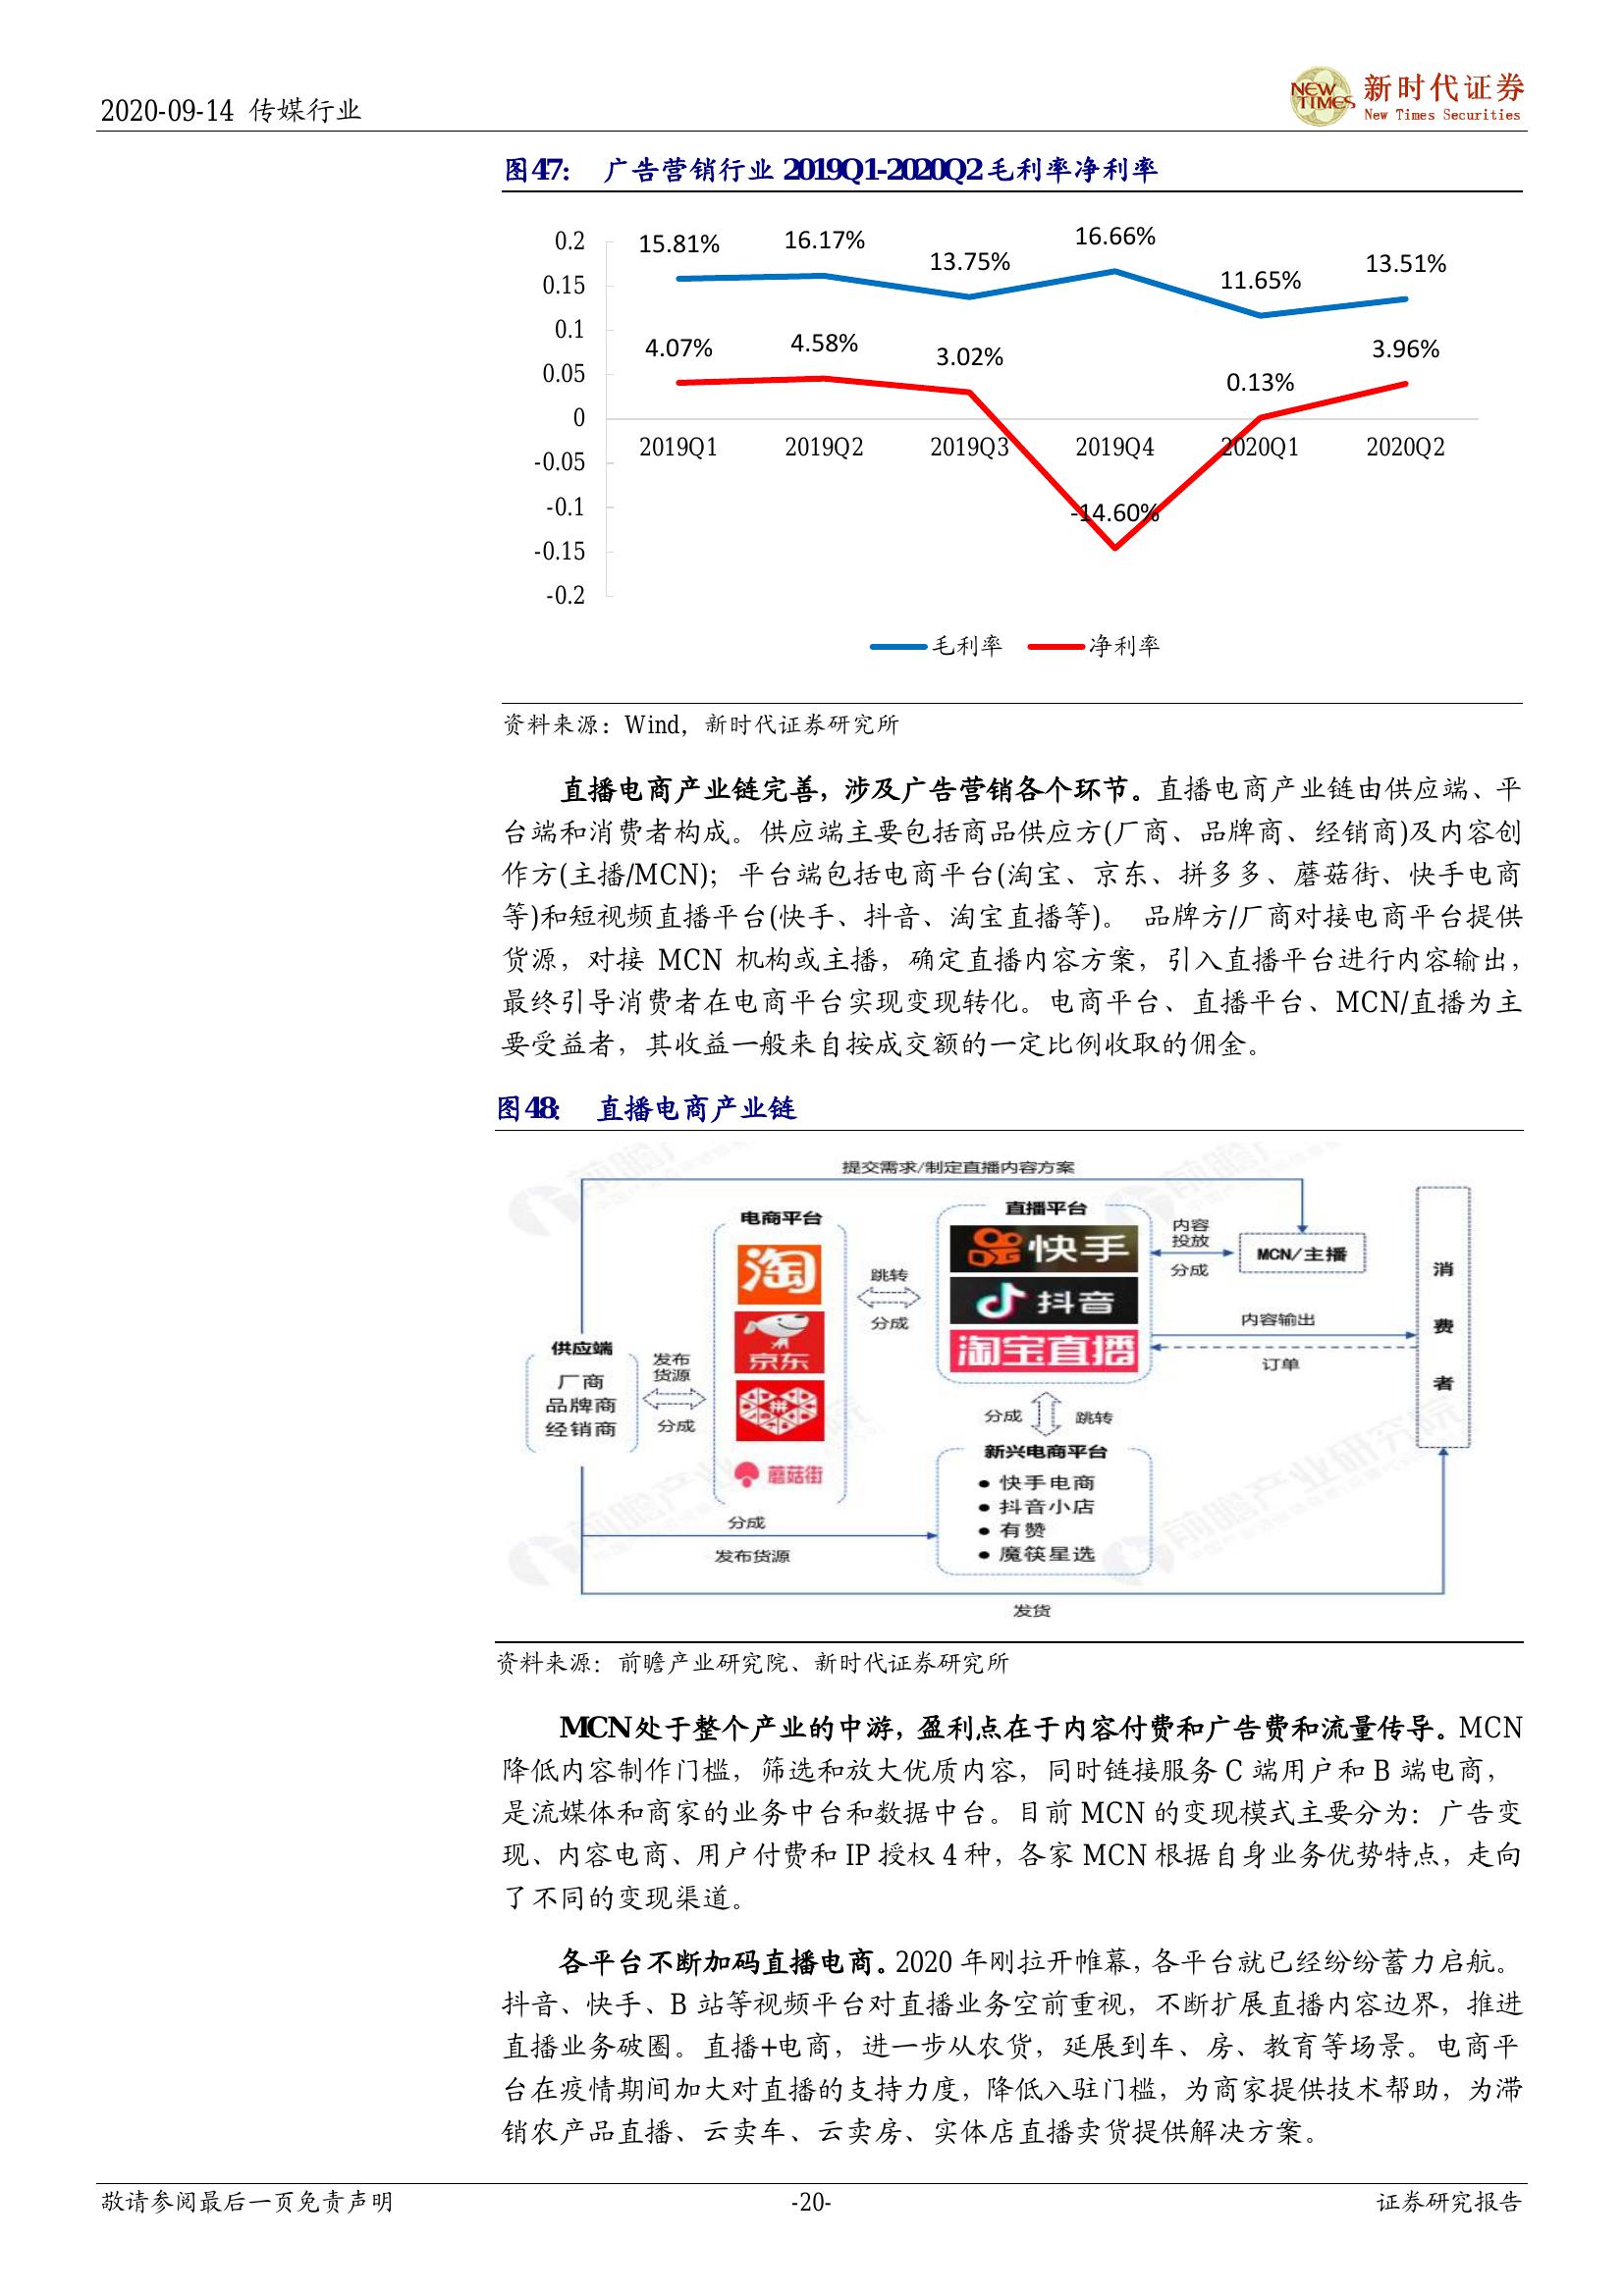 2020-09-14 传媒行业
NEW TIMES 新时代证券
New Times Securities
图47: 广告营销行业 2019Q1-2020Q2毛利率净利率
0.2
0.15
0.1
0.05
0
-0.05
-0.1
-0.15
-0.2
15.81% 16.17% 13.75% 16.66% 11.65% 13.51%
4.07% 4.58% 3.02% -14.60% 0.13% 3.96%
2019Q1 2019Q2 2019Q3 2019Q4 2020Q1 2020Q2
毛利率 净利率
资料来源：Wind，新时代证券研究所
直播电商产业链完善，涉及广告营销各个环节。直播电商产业链由供应端、平
台端和消费者构成。供应端主要包括商品供应方(厂商、品牌商、经销商)及内容创
作方(主播/MCN)；平台端包括电商平台(淘宝、京东、拼多多、蘑菇街、快手电商
等)和短视频直播平台(快手、抖音、淘宝直播等)。 品牌方/厂商对接电商平台提供
货源，对接 MCN 机构或主播，确定直播内容方案，引入直播平台进行内容输出，
最终引导消费者在电商平台实现变现转化。电商平台、直播平台、MCN/直播为主
要受益者，其收益一般来自按成交额的一定比例收取的佣金。
图48: 直播电商产业链
提交需求/制定直播内容方案
供应端
厂商
品牌商
经销商
发布
货源
分成
电商平台
淘
京东
拼
蘑菇街
跳转
分成
直播平台
快手
抖音
淘宝直播
内容
投放
分成
MCN/主播
内容输出
订单
消
费
者
分成 跳转
新兴电商平台
● 快手电商
● 抖音小店
● 有赞
● 魔筷星选
分成
发布货源
发货
资料来源：前瞻产业研究院、新时代证券研究所
MCN处于整个产业的中游，盈利点在于内容付费和广告费和流量传导。MCN
降低内容制作门槛，筛选和放大优质内容，同时链接服务 C 端用户和 B 端电商，
是流媒体和商家的业务中台和数据中台。目前 MCN 的变现模式主要分为：广告变
现、内容电商、用户付费和 IP 授权 4 种，各家 MCN 根据自身业务优势特点，走向
了不同的变现渠道。
各平台不断加码直播电商。2020 年刚拉开帷幕，各平台就已经纷纷蓄力启航。
抖音、快手、B 站等视频平台对直播业务空前重视，不断扩展直播内容边界，推进
直播业务破圈。直播+电商，进一步从农货，延展到车、房、教育等场景。电商平
台在疫情期间加大对直播的支持力度，降低入驻门槛，为商家提供技术帮助，为滞
销农产品直播、云卖车、云卖房、实体店直播卖货提供解决方案。
敬请参阅最后一页免责声明 -20- 证券研究报告